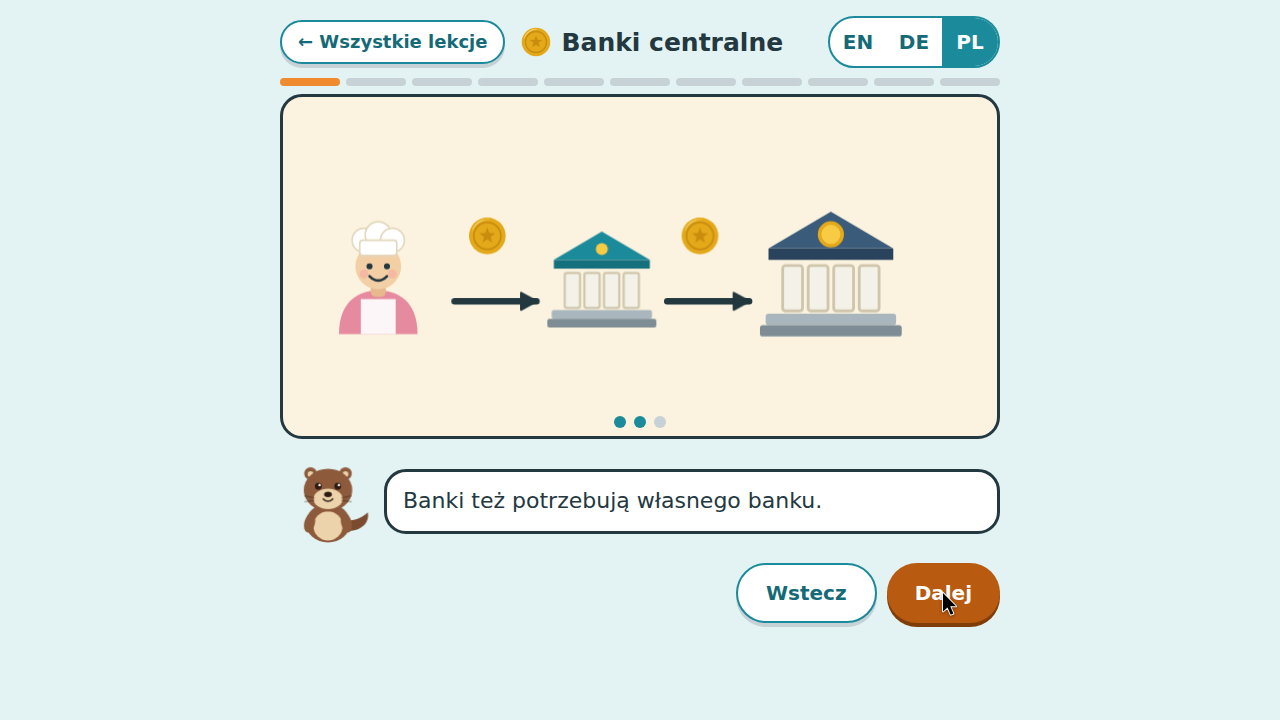 ← Wszystkie lekcje
Banki centralne
EN DE PL
Banki też potrzebują własnego banku.
Wstecz
Dalej